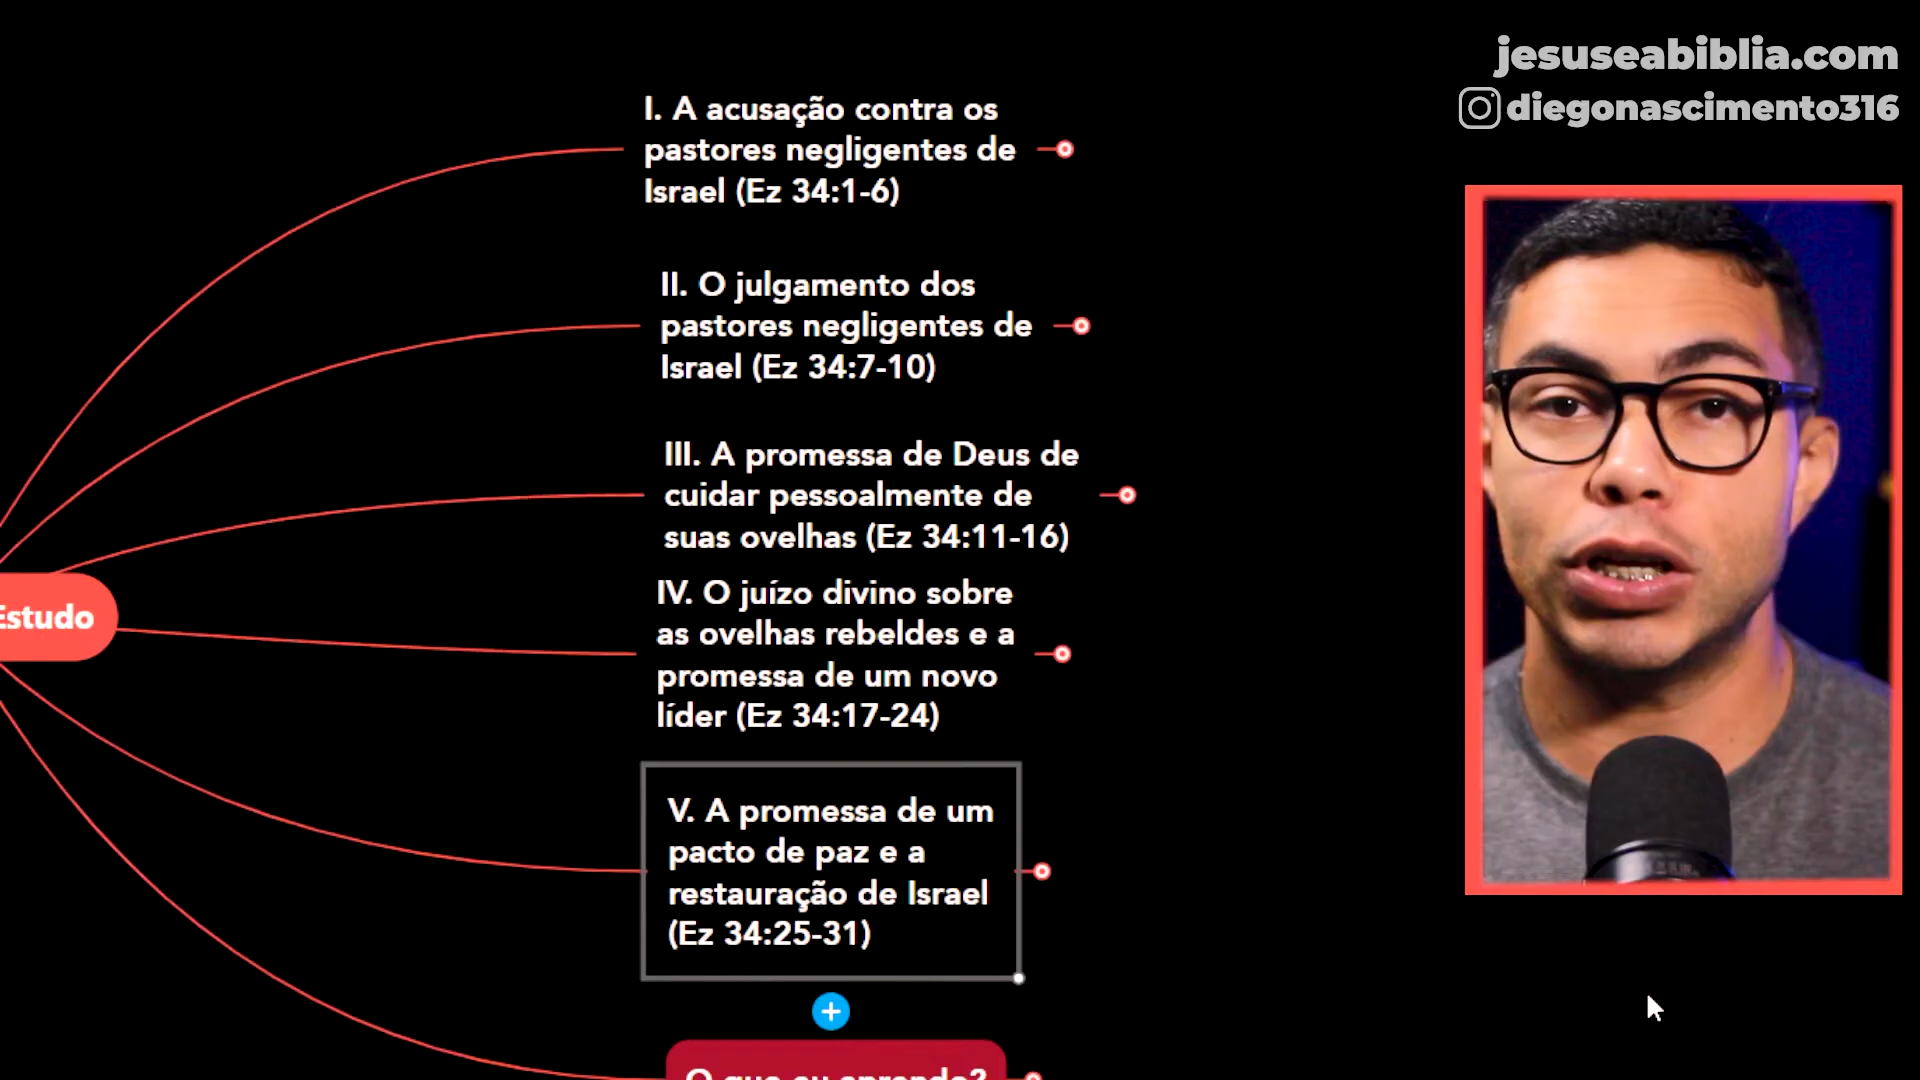 jesuseabiblia.com
diegonascimento316
I. A acusação contra os
pastores negligentes de
Israel (Ez 34:1-6)
II. O julgamento dos
pastores negligentes de
Israel (Ez 34:7-10)
III. A promessa de Deus de
cuidar pessoalmente de
suas ovelhas (Ez 34:11-16)
IV. O juízo divino sobre
as ovelhas rebeldes e a
promessa de um novo
líder (Ez 34:17-24)
Estudo
V. A promessa de um
pacto de paz e a
restauração de Israel
(Ez 34:25-31)
O que eu aprendo?